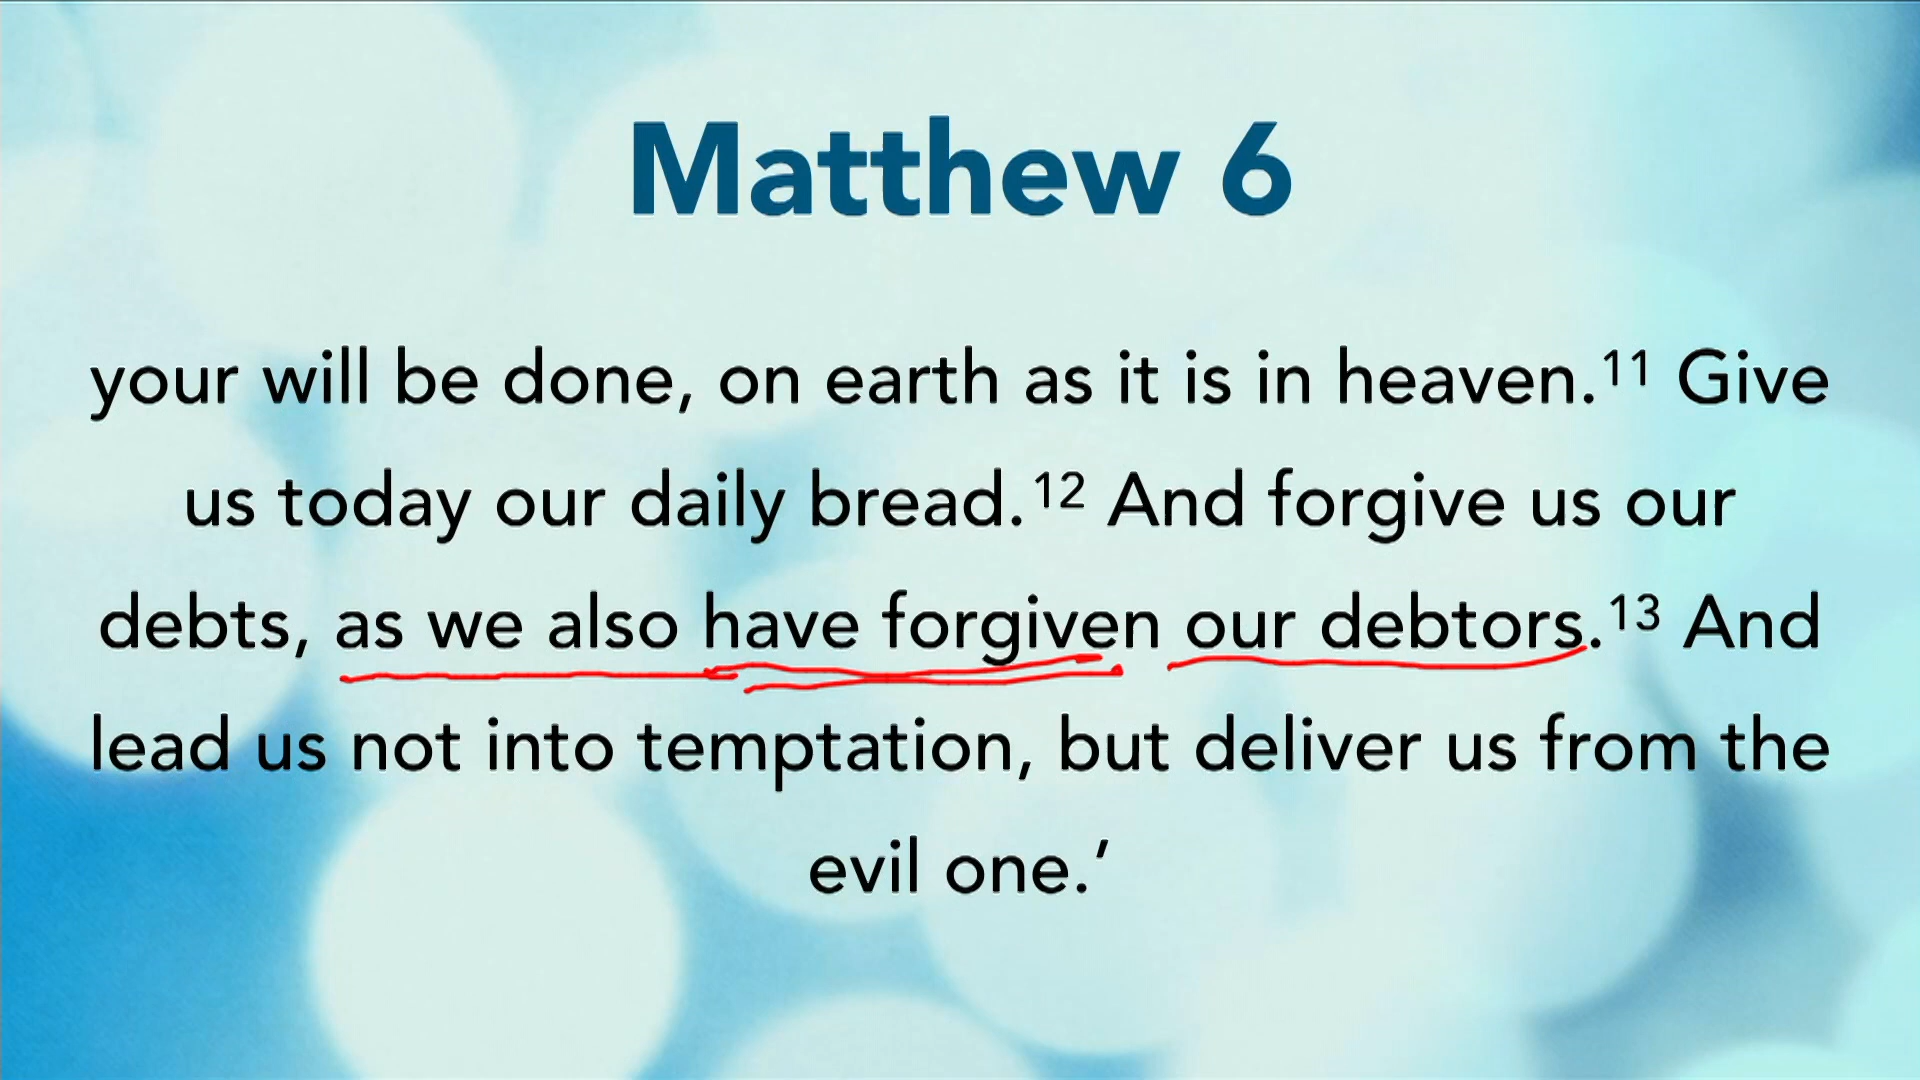 Matthew 6
your will be done, on earth as it is in heaven.¹¹ Give
us today our daily bread.¹² And forgive us our
debts, as we also have forgiven our debtors.¹³ And
lead us not into temptation, but deliver us from the
evil one.’